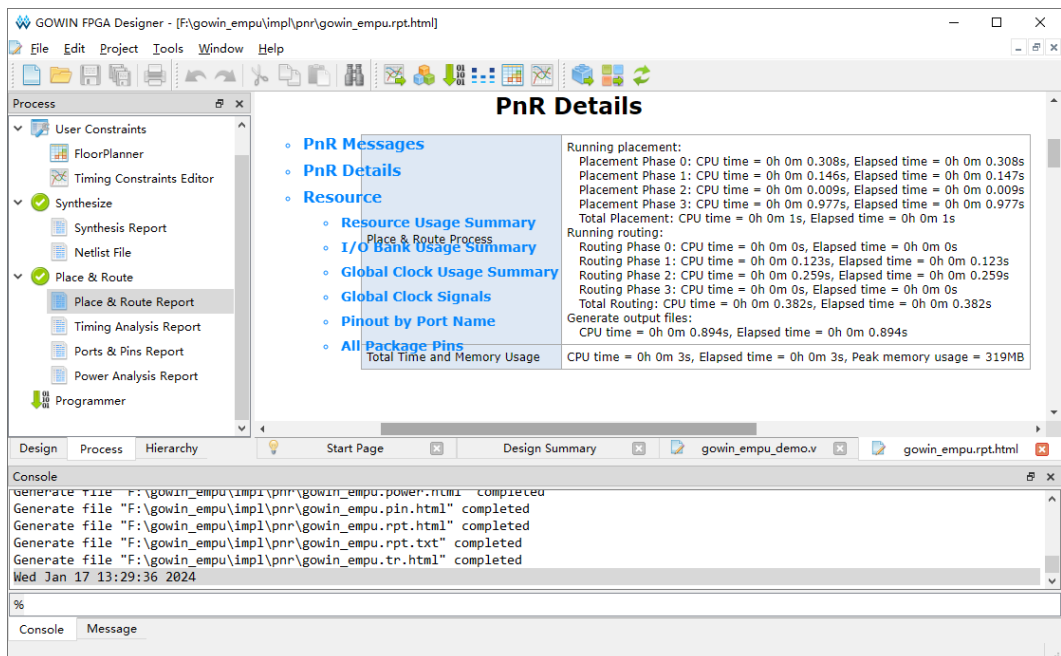 GOWIN FPGA Designer - [F:\gowin_empu\impl\pnr\gowin_empu.rpt.html]
File Edit Project Tools Window Help
Process
User Constraints
FloorPlanner
Timing Constraints Editor
Synthesize
Synthesis Report
Netlist File
Place & Route
Place & Route Report
Timing Analysis Report
Ports & Pins Report
Power Analysis Report
Programmer
Design Process Hierarchy
PnR Details
PnR Messages
PnR Details
Resource
Resource Usage Summary
I/O Bank Usage Summary
Global Clock Usage Summary
Global Clock Signals
Pinout by Port Name
All Package Pins
Place & Route Process
Running placement:
Placement Phase 0: CPU time = 0h 0m 0.308s, Elapsed time = 0h 0m 0.308s
Placement Phase 1: CPU time = 0h 0m 0.146s, Elapsed time = 0h 0m 0.147s
Placement Phase 2: CPU time = 0h 0m 0.009s, Elapsed time = 0h 0m 0.009s
Placement Phase 3: CPU time = 0h 0m 0.977s, Elapsed time = 0h 0m 0.977s
Total Placement: CPU time = 0h 0m 1s, Elapsed time = 0h 0m 1s
Running routing:
Routing Phase 0: CPU time = 0h 0m 0s, Elapsed time = 0h 0m 0s
Routing Phase 1: CPU time = 0h 0m 0.123s, Elapsed time = 0h 0m 0.123s
Routing Phase 2: CPU time = 0h 0m 0.259s, Elapsed time = 0h 0m 0.259s
Routing Phase 3: CPU time = 0h 0m 0s, Elapsed time = 0h 0m 0s
Total Routing: CPU time = 0h 0m 0.382s, Elapsed time = 0h 0m 0.382s
Generate output files:
CPU time = 0h 0m 0.894s, Elapsed time = 0h 0m 0.894s
Total Time and Memory Usage
CPU time = 0h 0m 3s, Elapsed time = 0h 0m 3s, Peak memory usage = 319MB
Start Page Design Summary gowin_empu_demo.v gowin_empu.rpt.html
Console
Generate file "F:\gowin_empu\impl\pnr\gowin_empu.power.html" completed
Generate file "F:\gowin_empu\impl\pnr\gowin_empu.pin.html" completed
Generate file "F:\gowin_empu\impl\pnr\gowin_empu.rpt.html" completed
Generate file "F:\gowin_empu\impl\pnr\gowin_empu.rpt.txt" completed
Generate file "F:\gowin_empu\impl\pnr\gowin_empu.tr.html" completed
Wed Jan 17 13:29:36 2024
%
Console Message